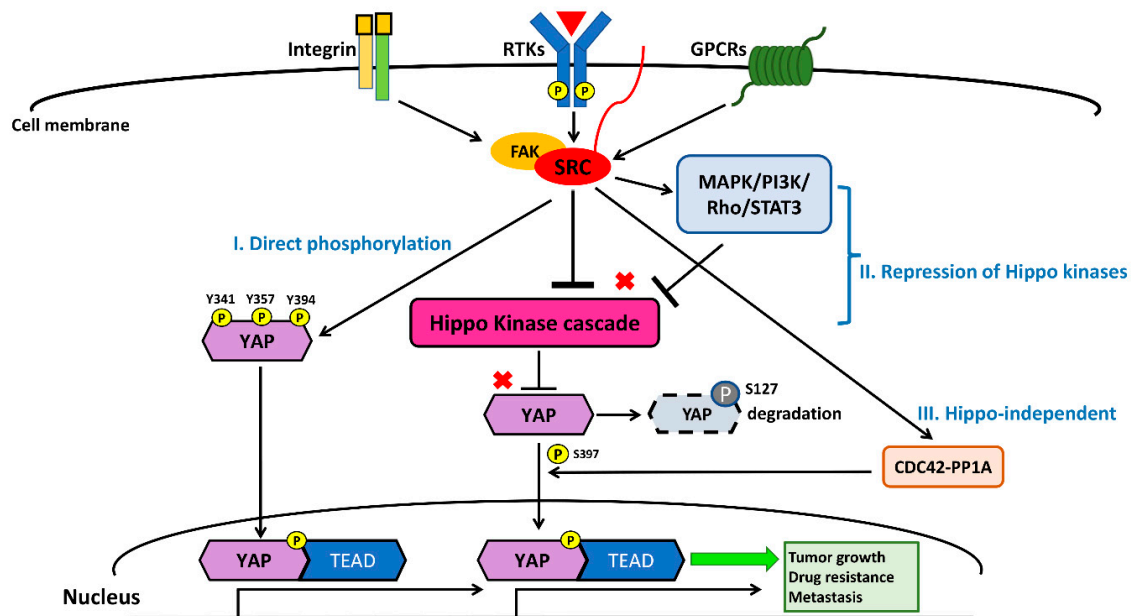 Integrin
RTKs
GPCRs
P
P
Cell membrane
FAK
SRC
MAPK/PI3K/
Rho/STAT3
I. Direct phosphorylation
II. Repression of Hippo kinases
Y341
Y357
Y394
P
P
P
YAP
Hippo Kinase cascade
YAP
YAP
P
S127
degradation
III. Hippo-independent
P
S397
CDC42-PP1A
YAP
P
TEAD
YAP
P
TEAD
Tumor growth
Drug resistance
Metastasis
Nucleus